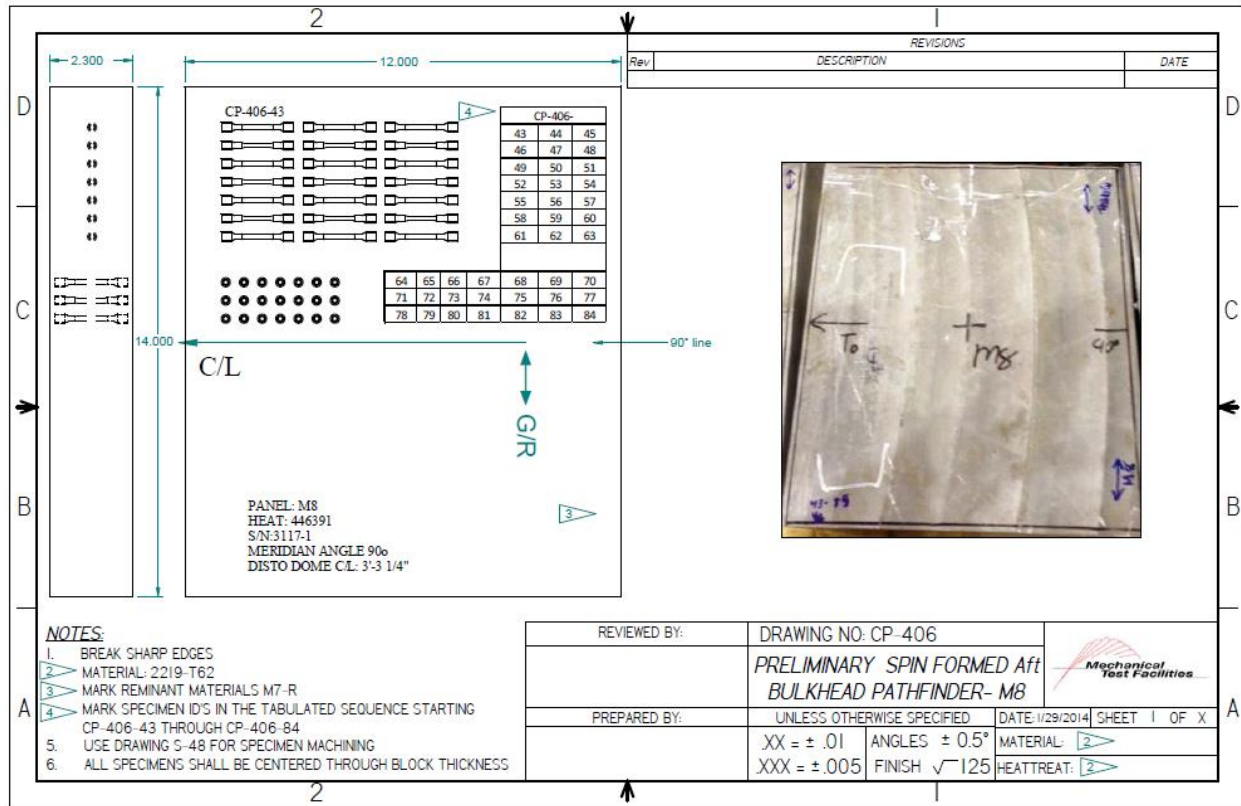 2
1
REVISIONS
Rev
DESCRIPTION
DATE
2.300
12.000
D
D
CP-406-43
4
CP-406-
43 44 45
46 47 48
49 50 51
52 53 54
55 56 57
58 59 60
61 62 63
64 65 66 67 68 69 70
71 72 73 74 75 76 77
78 79 80 81 82 83 84
C
C
14.000
90° line
C/L
G/R
To
M8
B
B
PANEL: M8
HEAT: 446391
S/N:3117-1
MERIDIAN ANGLE 90o
DISTO DOME C/L: 3'-3 1/4"
3
NOTES:
1. BREAK SHARP EDGES
2 MATERIAL: 2219-T62
3 MARK REMINANT MATERIALS M7-R
4 MARK SPECIMEN ID'S IN THE TABULATED SEQUENCE STARTING
CP-406-43 THROUGH CP-406-84
5. USE DRAWING S-48 FOR SPECIMEN MACHINING
6. ALL SPECIMENS SHALL BE CENTERED THROUGH BLOCK THICKNESS
A
A
REVIEWED BY:
DRAWING NO: CP-406
PRELIMINARY SPIN FORMED Aft
BULKHEAD PATHFINDER- M8
Mechanical
Test Facilities
PREPARED BY:
UNLESS OTHERWISE SPECIFIED
DATE: 1/29/2014
SHEET 1 OF X
.XX = ± .01
ANGLES ± 0.5°
MATERIAL: 2
.XXX = ±.005
FINISH √125
HEATTREAT: 2
2
1